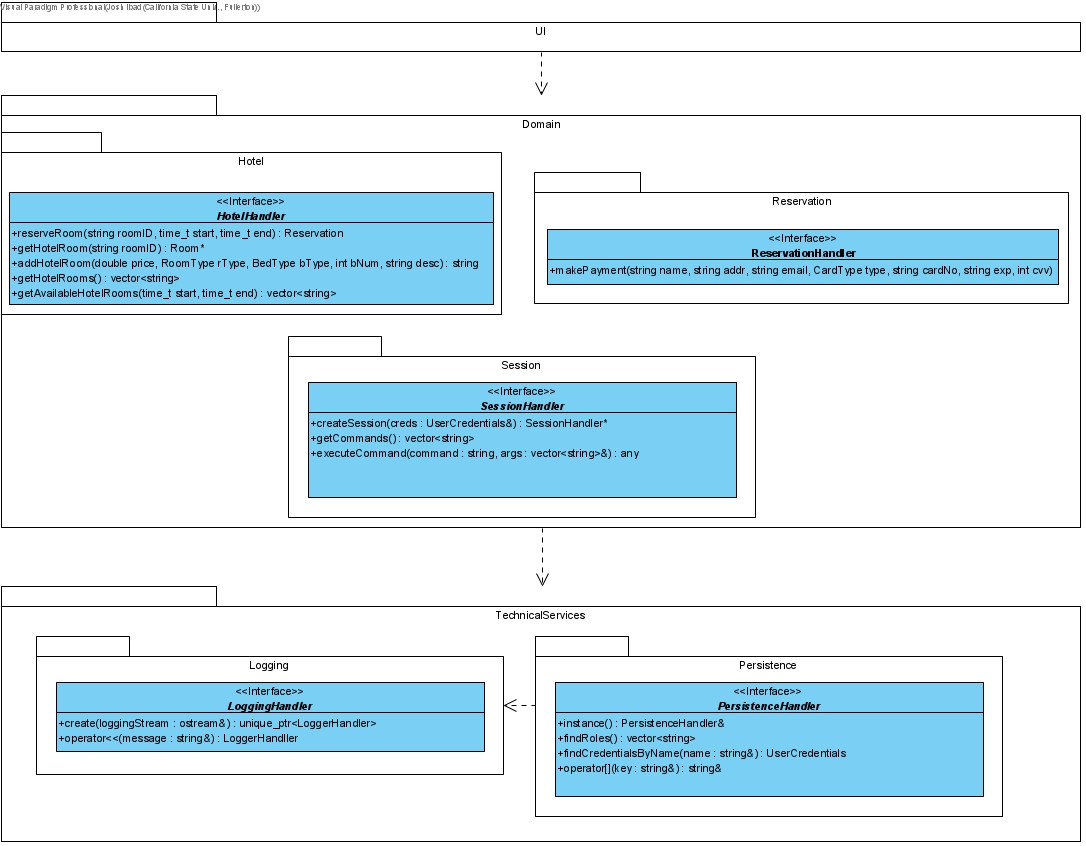 Visual Paradigm Professional(Josh Ibad(California State Univ., Fullerton))
UI
Domain
Hotel
<<Interface>>
HotelHandler
+reserveRoom(string roomID, time_t start, time_t end) : Reservation
+getHotelRoom(string roomID) : Room*
+addHotelRoom(double price, RoomType rType, BedType bType, int bNum, string desc) : string
+getHotelRooms() : vector<string>
+getAvailableHotelRooms(time_t start, time_t end) : vector<string>
Reservation
<<Interface>>
ReservationHandler
+makePayment(string name, string addr, string email, CardType type, string cardNo, string exp, int cvv)
Session
<<Interface>>
SessionHandler
+createSession(creds : UserCredentials&) : SessionHandler*
+getCommands() : vector<string>
+executeCommand(command : string, args : vector<string>&) : any
TechnicalServices
Logging
<<Interface>>
LoggingHandler
+create(loggingStream : ostream&) : unique_ptr<LoggerHandler>
+operator<<(message : string&) : LoggerHandller
Persistence
<<Interface>>
PersistenceHandler
+instance() : PersistenceHandler&
+findRoles() : vector<string>
+findCredentialsByName(name : string&) : UserCredentials
+operator[](key : string&) : string&